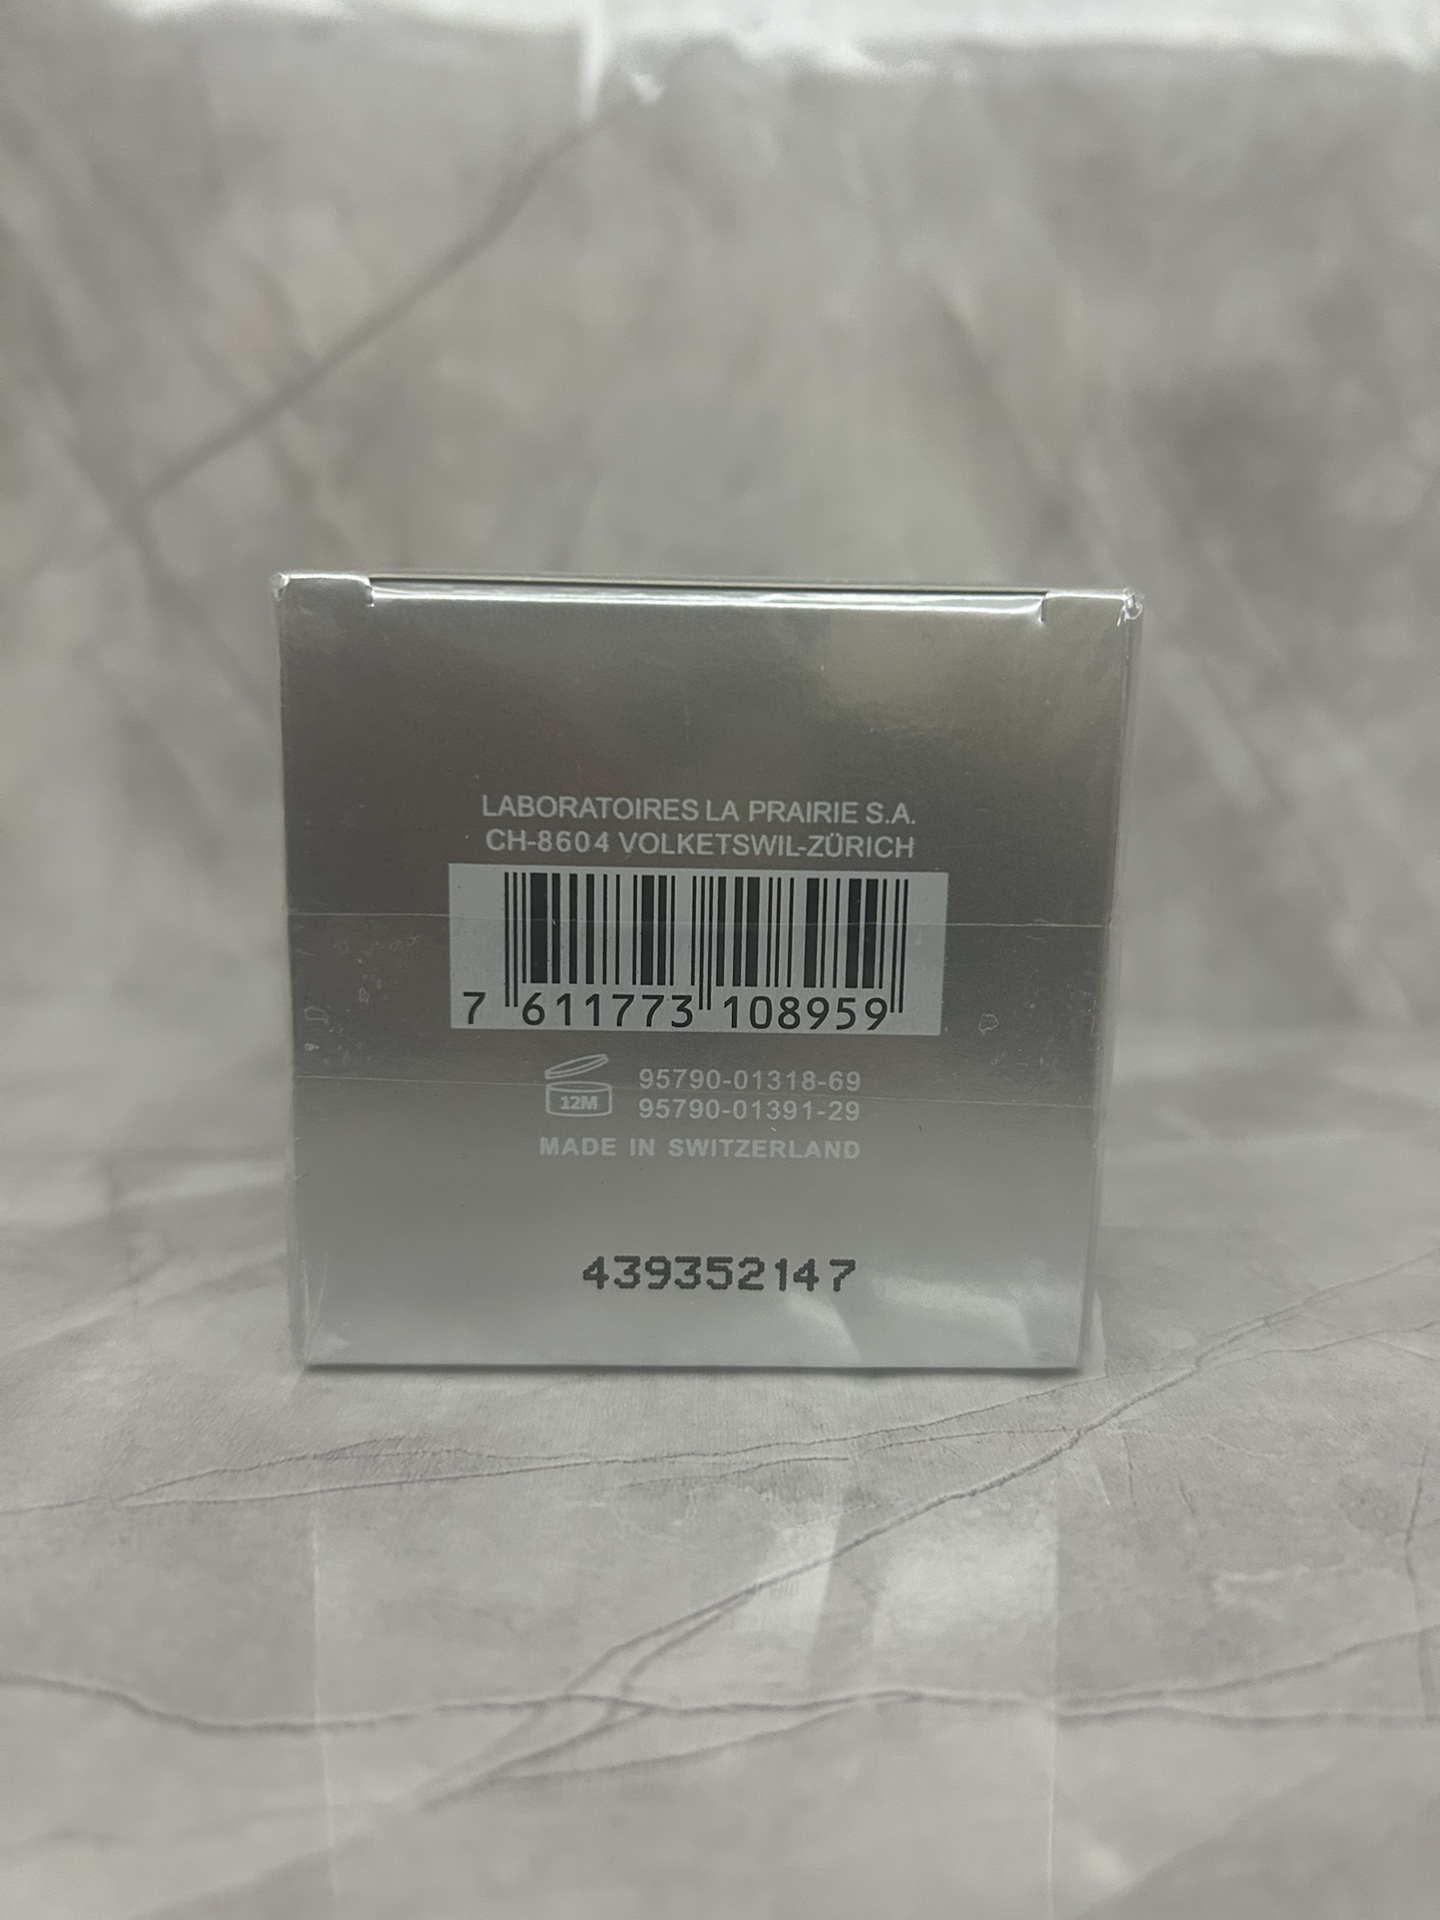 LABORATOIRES LA PRAIRIE S.A.
CH-8604 VOLKETSWIL-ZÜRICH
7 611773 108959
12M
95790-01318-69
95790-01391-29
MADE IN SWITZERLAND
439352147